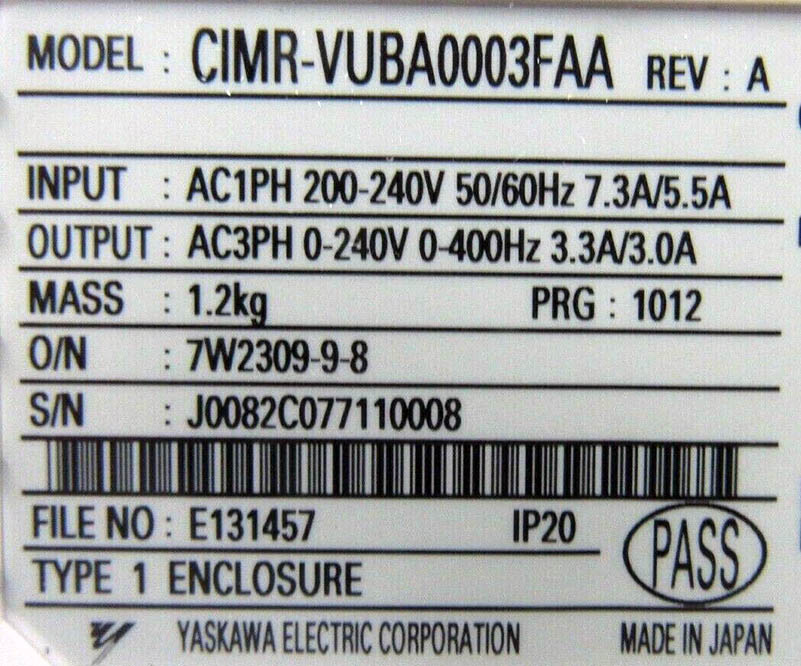 MODEL : CIMR-VUBA0003FAA REV : A
INPUT : AC1PH 200-240V 50/60Hz 7.3A/5.5A
OUTPUT : AC3PH 0-240V 0-400Hz 3.3A/3.0A
MASS : 1.2kg PRG : 1012
O/N : 7W2309-9-8
S/N : J0082C077110008
FILE NO : E131457 IP20
PASS
TYPE 1 ENCLOSURE
YASKAWA ELECTRIC CORPORATION MADE IN JAPAN